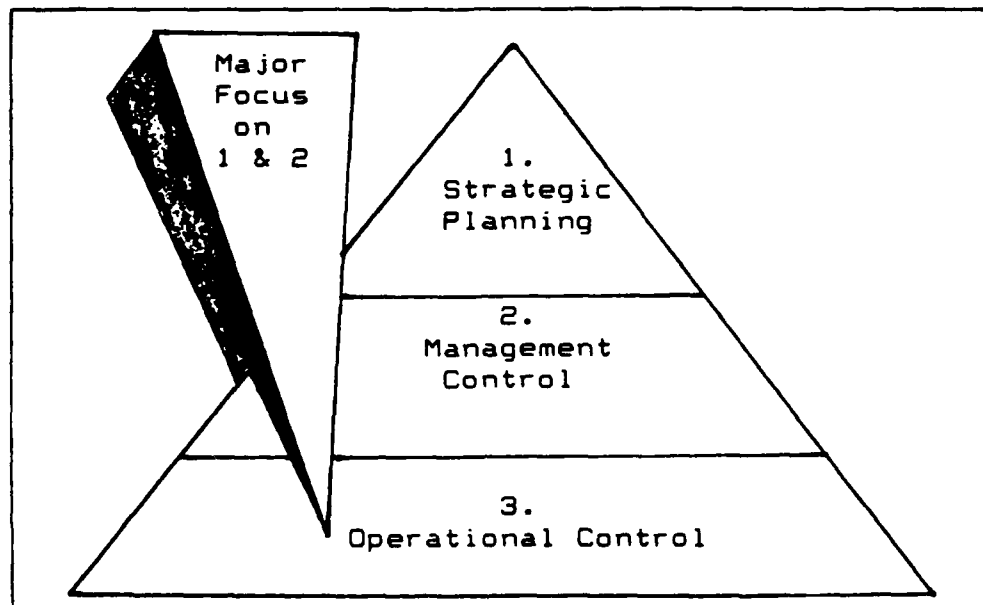 Major
Focus
on
1 & 2
1.
Strategic
Planning
2.
Management
Control
3.
Operational Control